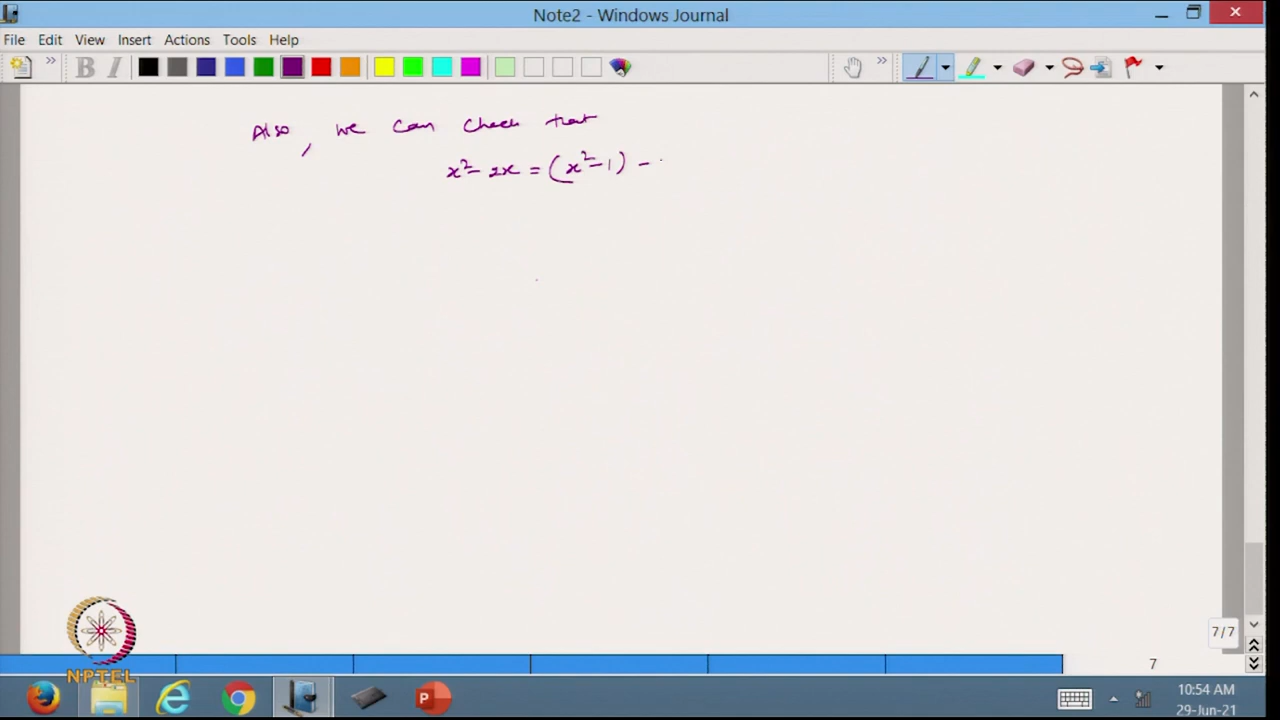 Note2 - Windows Journal
File Edit View Insert Actions Tools Help
B I
Also, we can check that
x² - 2x = (x² - 1) -
7/7
7
NPTEL
10:54 AM
29-Jun-21